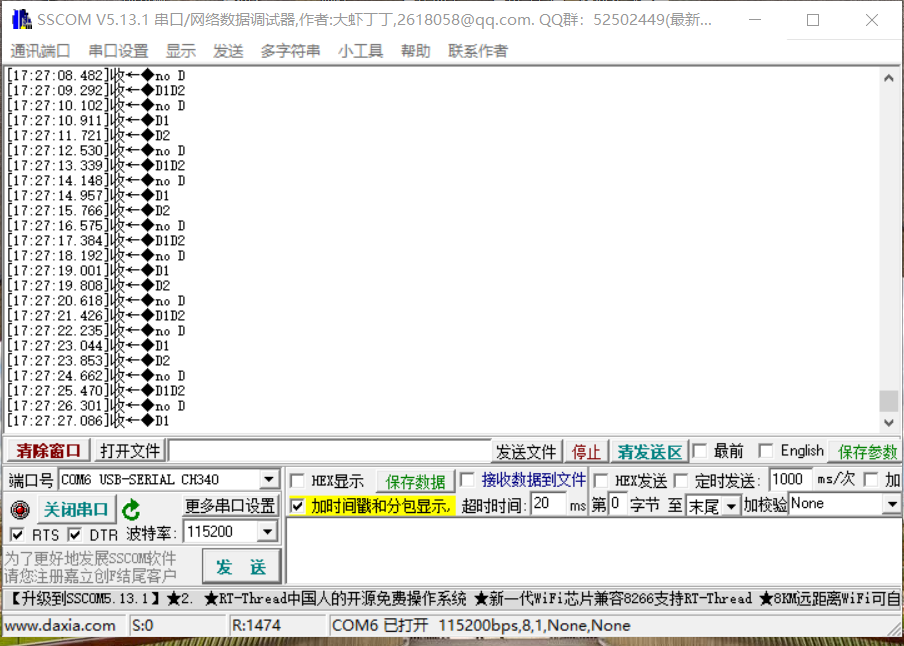 SSCOM V5.13.1 串口/网络数据调试器,作者:大虾丁丁,2618058@qq.com. QQ群: 52502449(最新...
通讯端口 串口设置 显示 发送 多字符串 小工具 帮助 联系作者
[17:27:08.482]收←◆no D
[17:27:09.292]收←◆D1D2
[17:27:10.102]收←◆no D
[17:27:10.911]收←◆D1
[17:27:11.721]收←◆D2
[17:27:12.530]收←◆no D
[17:27:13.339]收←◆D1D2
[17:27:14.148]收←◆no D
[17:27:14.957]收←◆D1
[17:27:15.766]收←◆D2
[17:27:16.575]收←◆no D
[17:27:17.384]收←◆D1D2
[17:27:18.192]收←◆no D
[17:27:19.001]收←◆D1
[17:27:19.808]收←◆D2
[17:27:20.618]收←◆no D
[17:27:21.426]收←◆D1D2
[17:27:22.235]收←◆no D
[17:27:23.044]收←◆D1
[17:27:23.853]收←◆D2
[17:27:24.662]收←◆no D
[17:27:25.470]收←◆D1D2
[17:27:26.301]收←◆no D
[17:27:27.086]收←◆D1
清除窗口 打开文件 发送文件 停止 清发送区 最前 English 保存参数
端口号 COM6 USB-SERIAL CH340 HEX显示 保存数据 接收数据到文件 HEX发送 定时发送: 1000 ms/次 加
关闭串口 更多串口设置 加时间戳和分包显示, 超时时间: 20 ms 第 0 字节 至 末尾 加校验 None
RTS DTR 波特率: 115200
为了更好地发展SSCOM软件
请您注册嘉立创F结尾客户
发 送
【升级到SSCOM5.13.1】★2. ★RT-Thread中国人的开源免费操作系统 ★新一代WiFi芯片兼容8266支持RT-Thread ★8KM远距离WiFi可自
www.daxia.com S:0 R:1474 COM6 已打开 115200bps,8,1,None,None